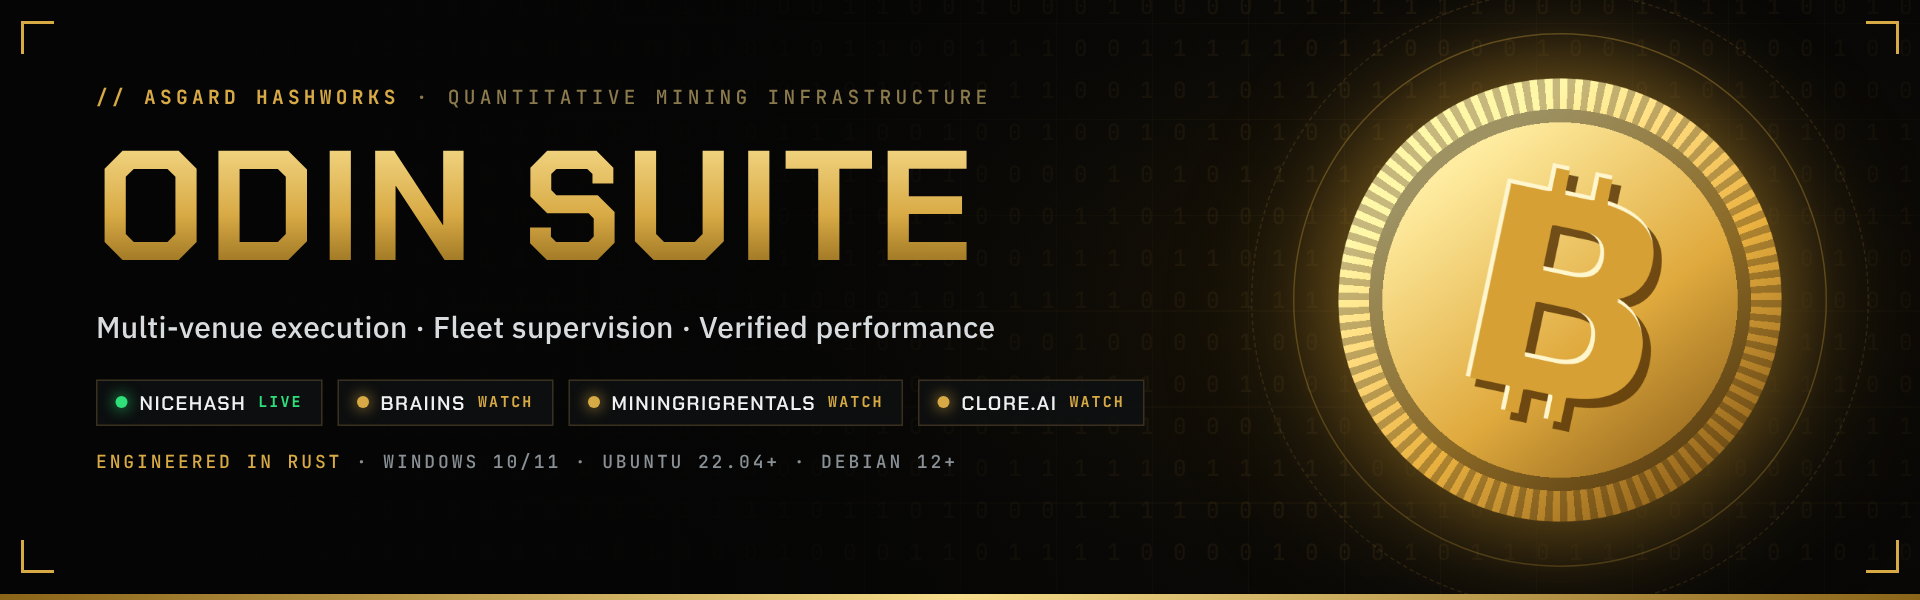 // ASGARD HASHWORKS · QUANTITATIVE MINING INFRASTRUCTURE
ODIN SUITE
Multi-venue execution · Fleet supervision · Verified performance
NICEHASH LIVE BRAIINS WATCH MININGRIGRENTALS WATCH CLORE.AI WATCH
ENGINEERED IN RUST · WINDOWS 10/11 · UBUNTU 22.04+ · DEBIAN 12+